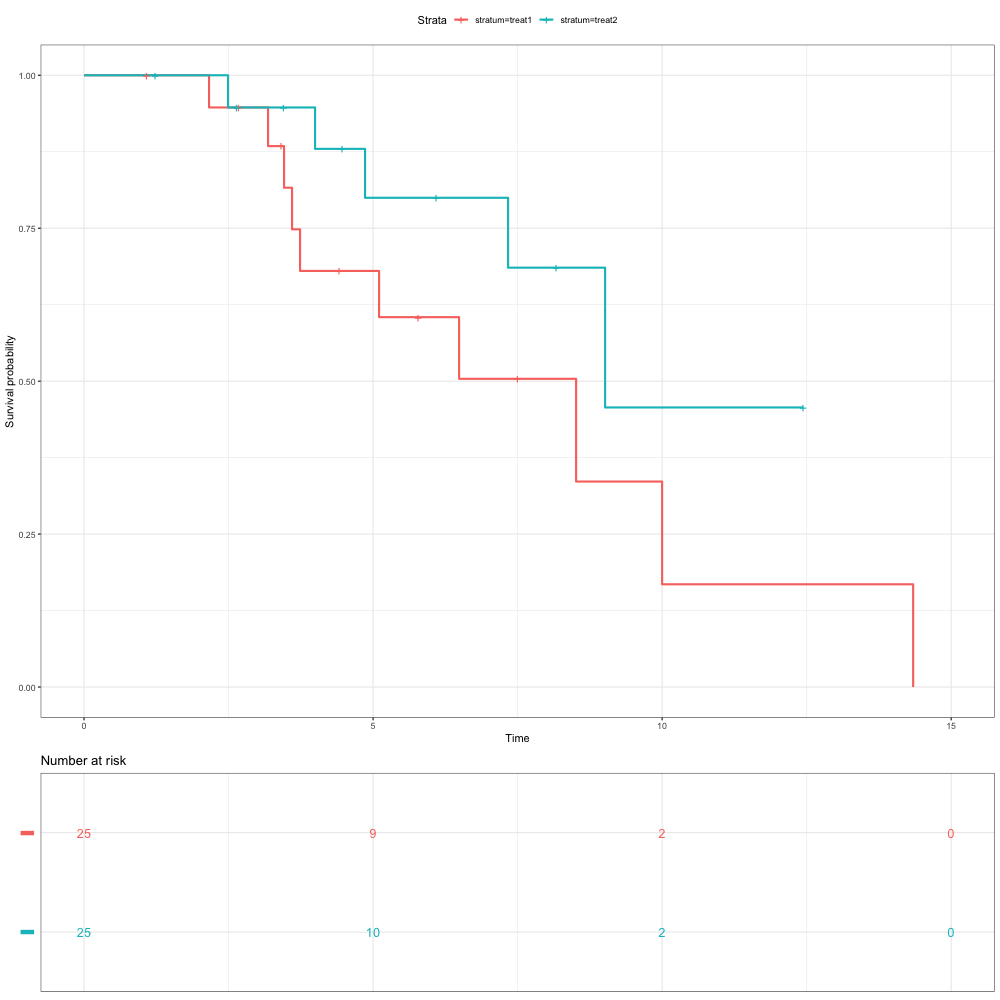 Strata stratum=treat1 stratum=treat2
1.00
0.75
0.50
0.25
0.00
Survival probability
0 5 10 15
Time
Number at risk
25 9 2 0
25 10 2 0